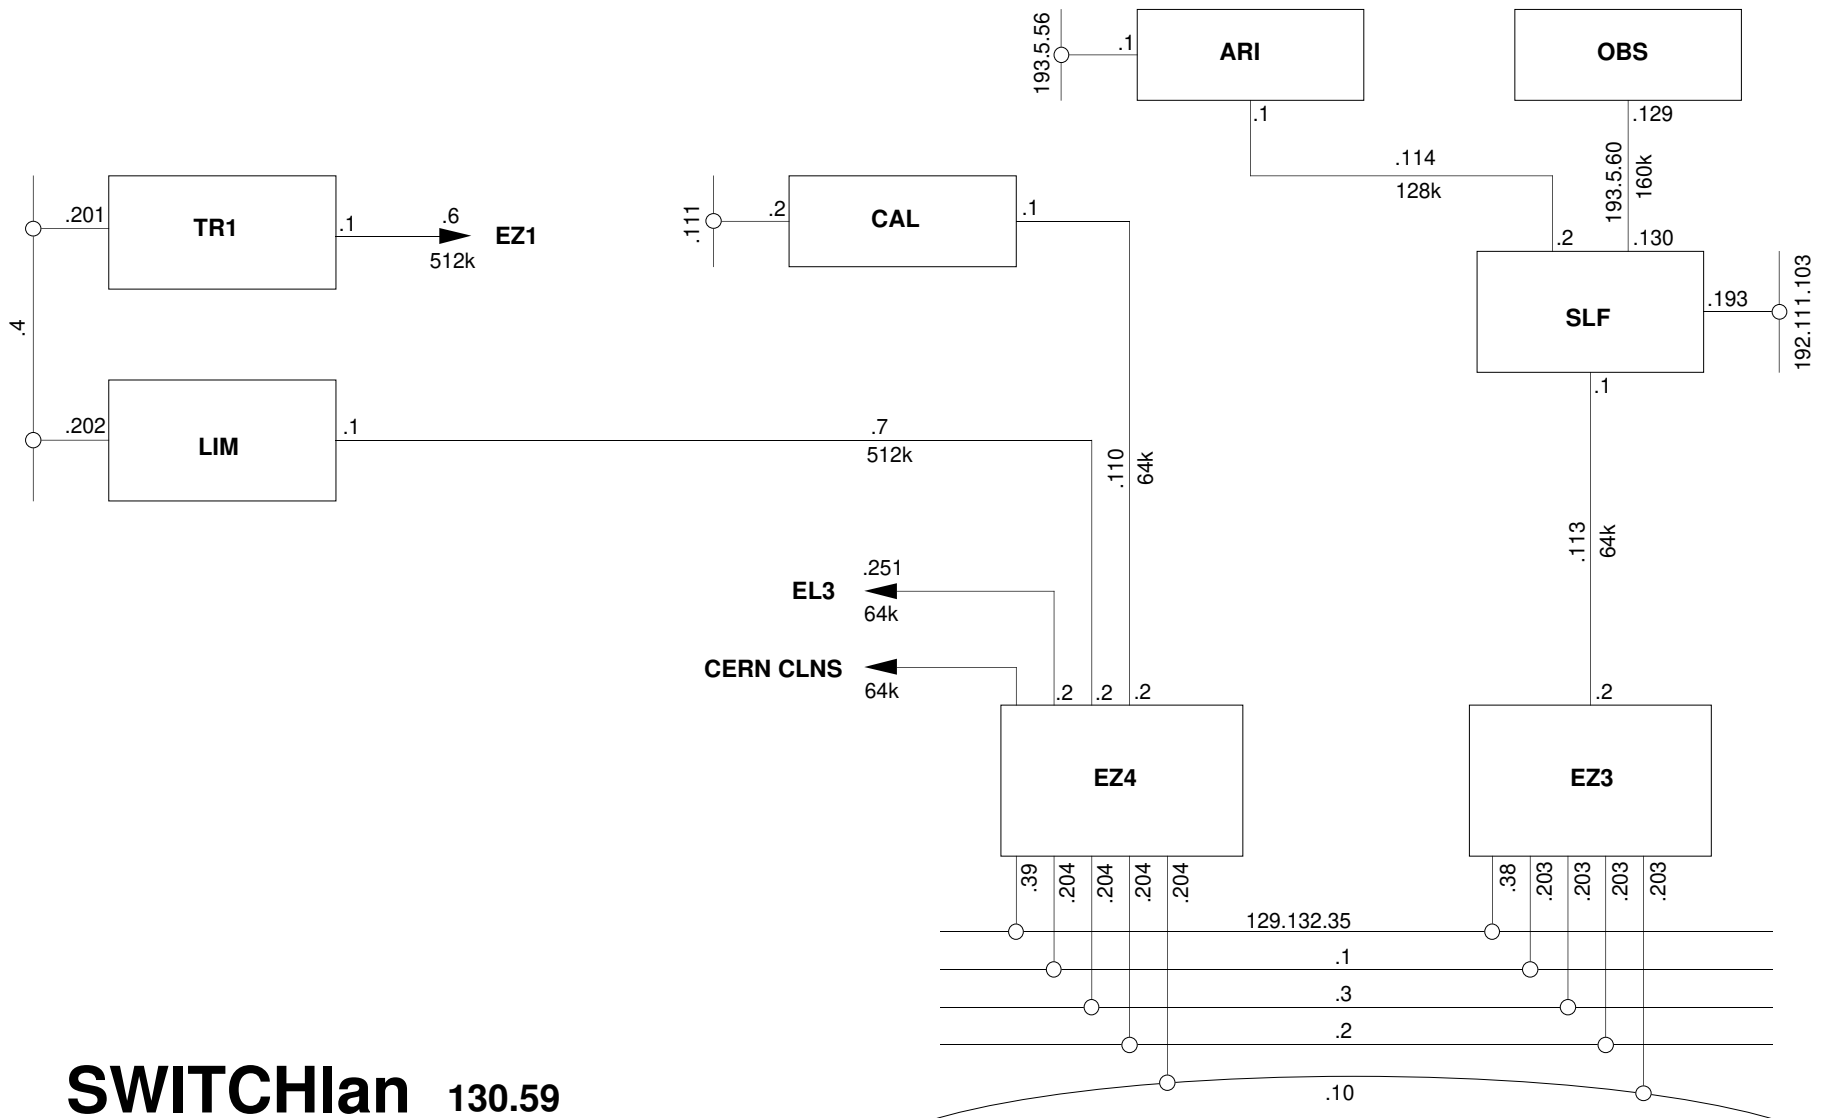 193.5.56
.1
ARI
OBS
.1
.129
.114
128k
193.5.60
160k
.201
TR1
.1
.6
512k
EZ1
.111
.2
CAL
.1
.2
.130
.193
SLF
192.111.103
.4
.1
.202
LIM
.1
.7
512k
.110
64k
.113
64k
EL3
.251
64k
CERN CLNS
64k
.2
.2
.2
.2
EZ4
EZ3
.39
.204
.204
.204
.204
.38
.203
.203
.203
.203
129.132.35
.1
.3
.2
.10
SWITCHlan 130.59